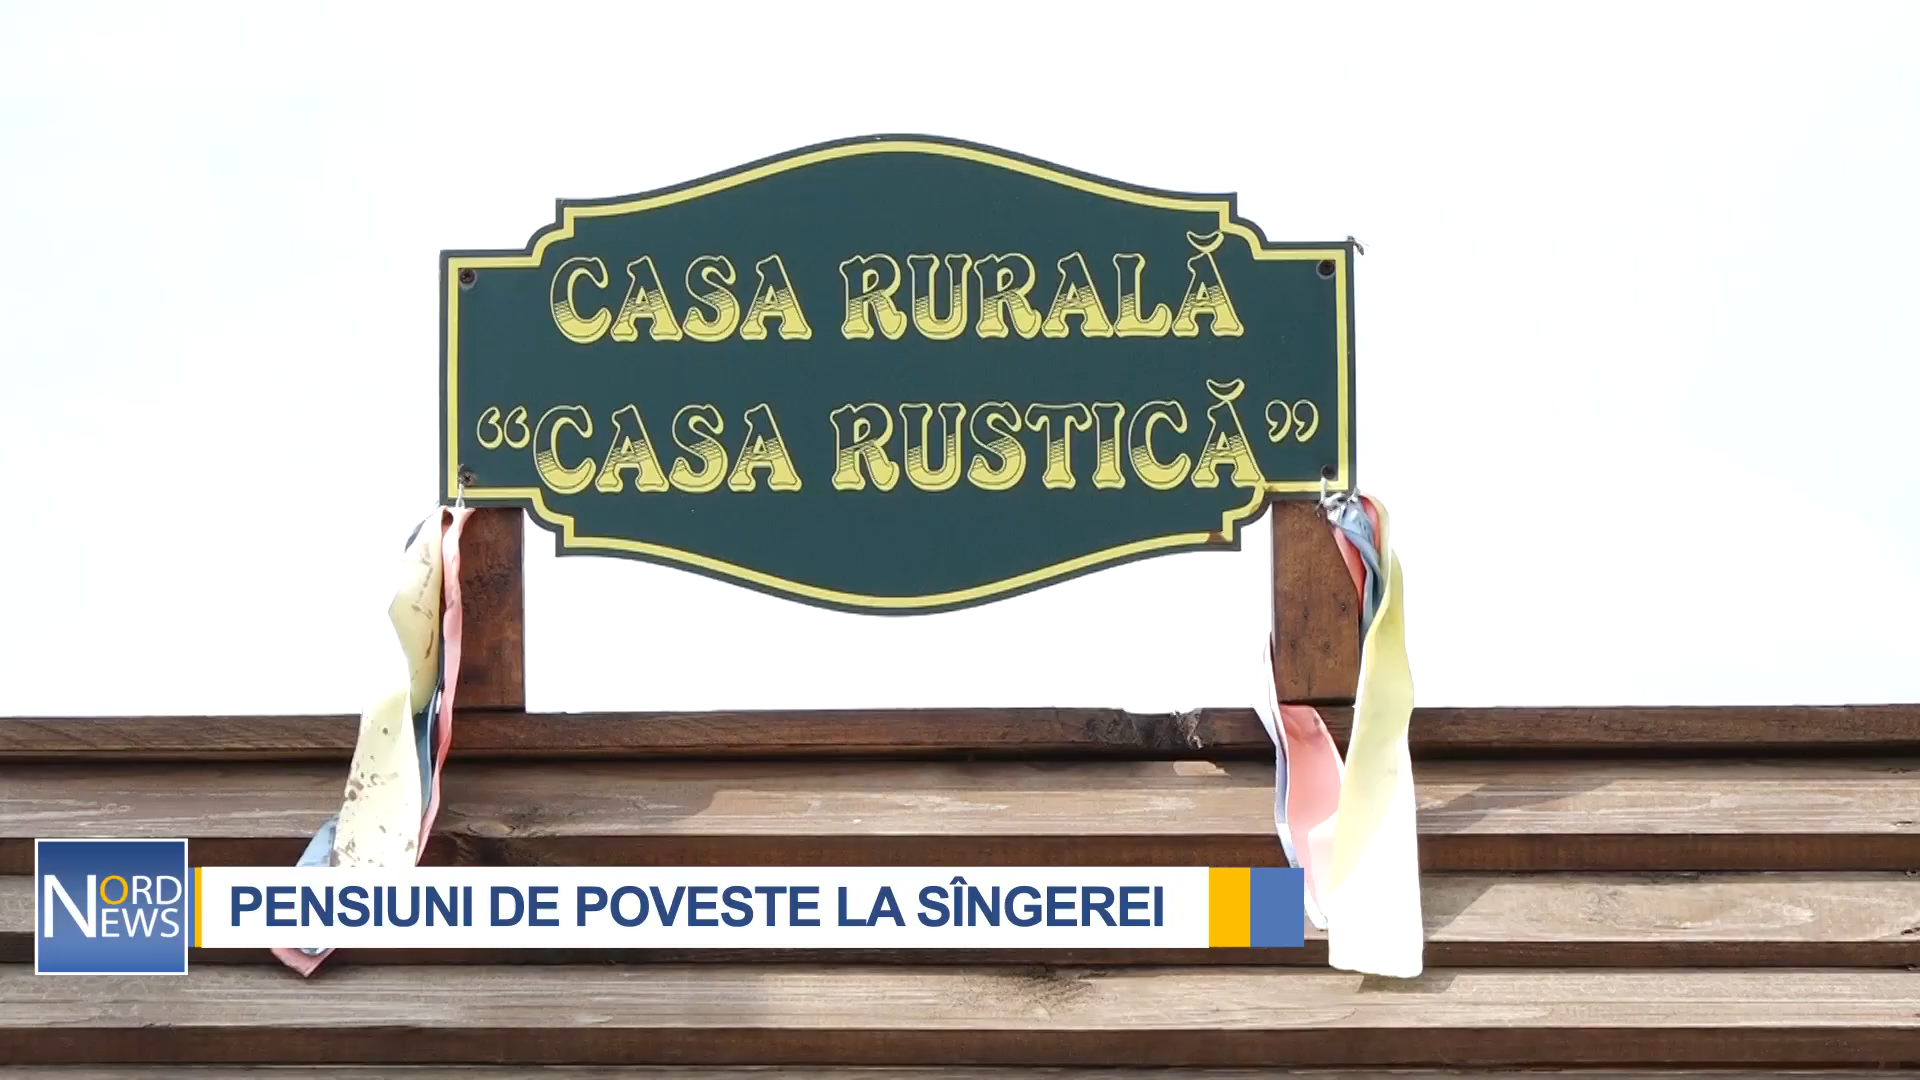 CASA RURALĂ
“CASA RUSTICĂ”
NORD
NEWS
PENSIUNI DE POVESTE LA SÎNGEREI